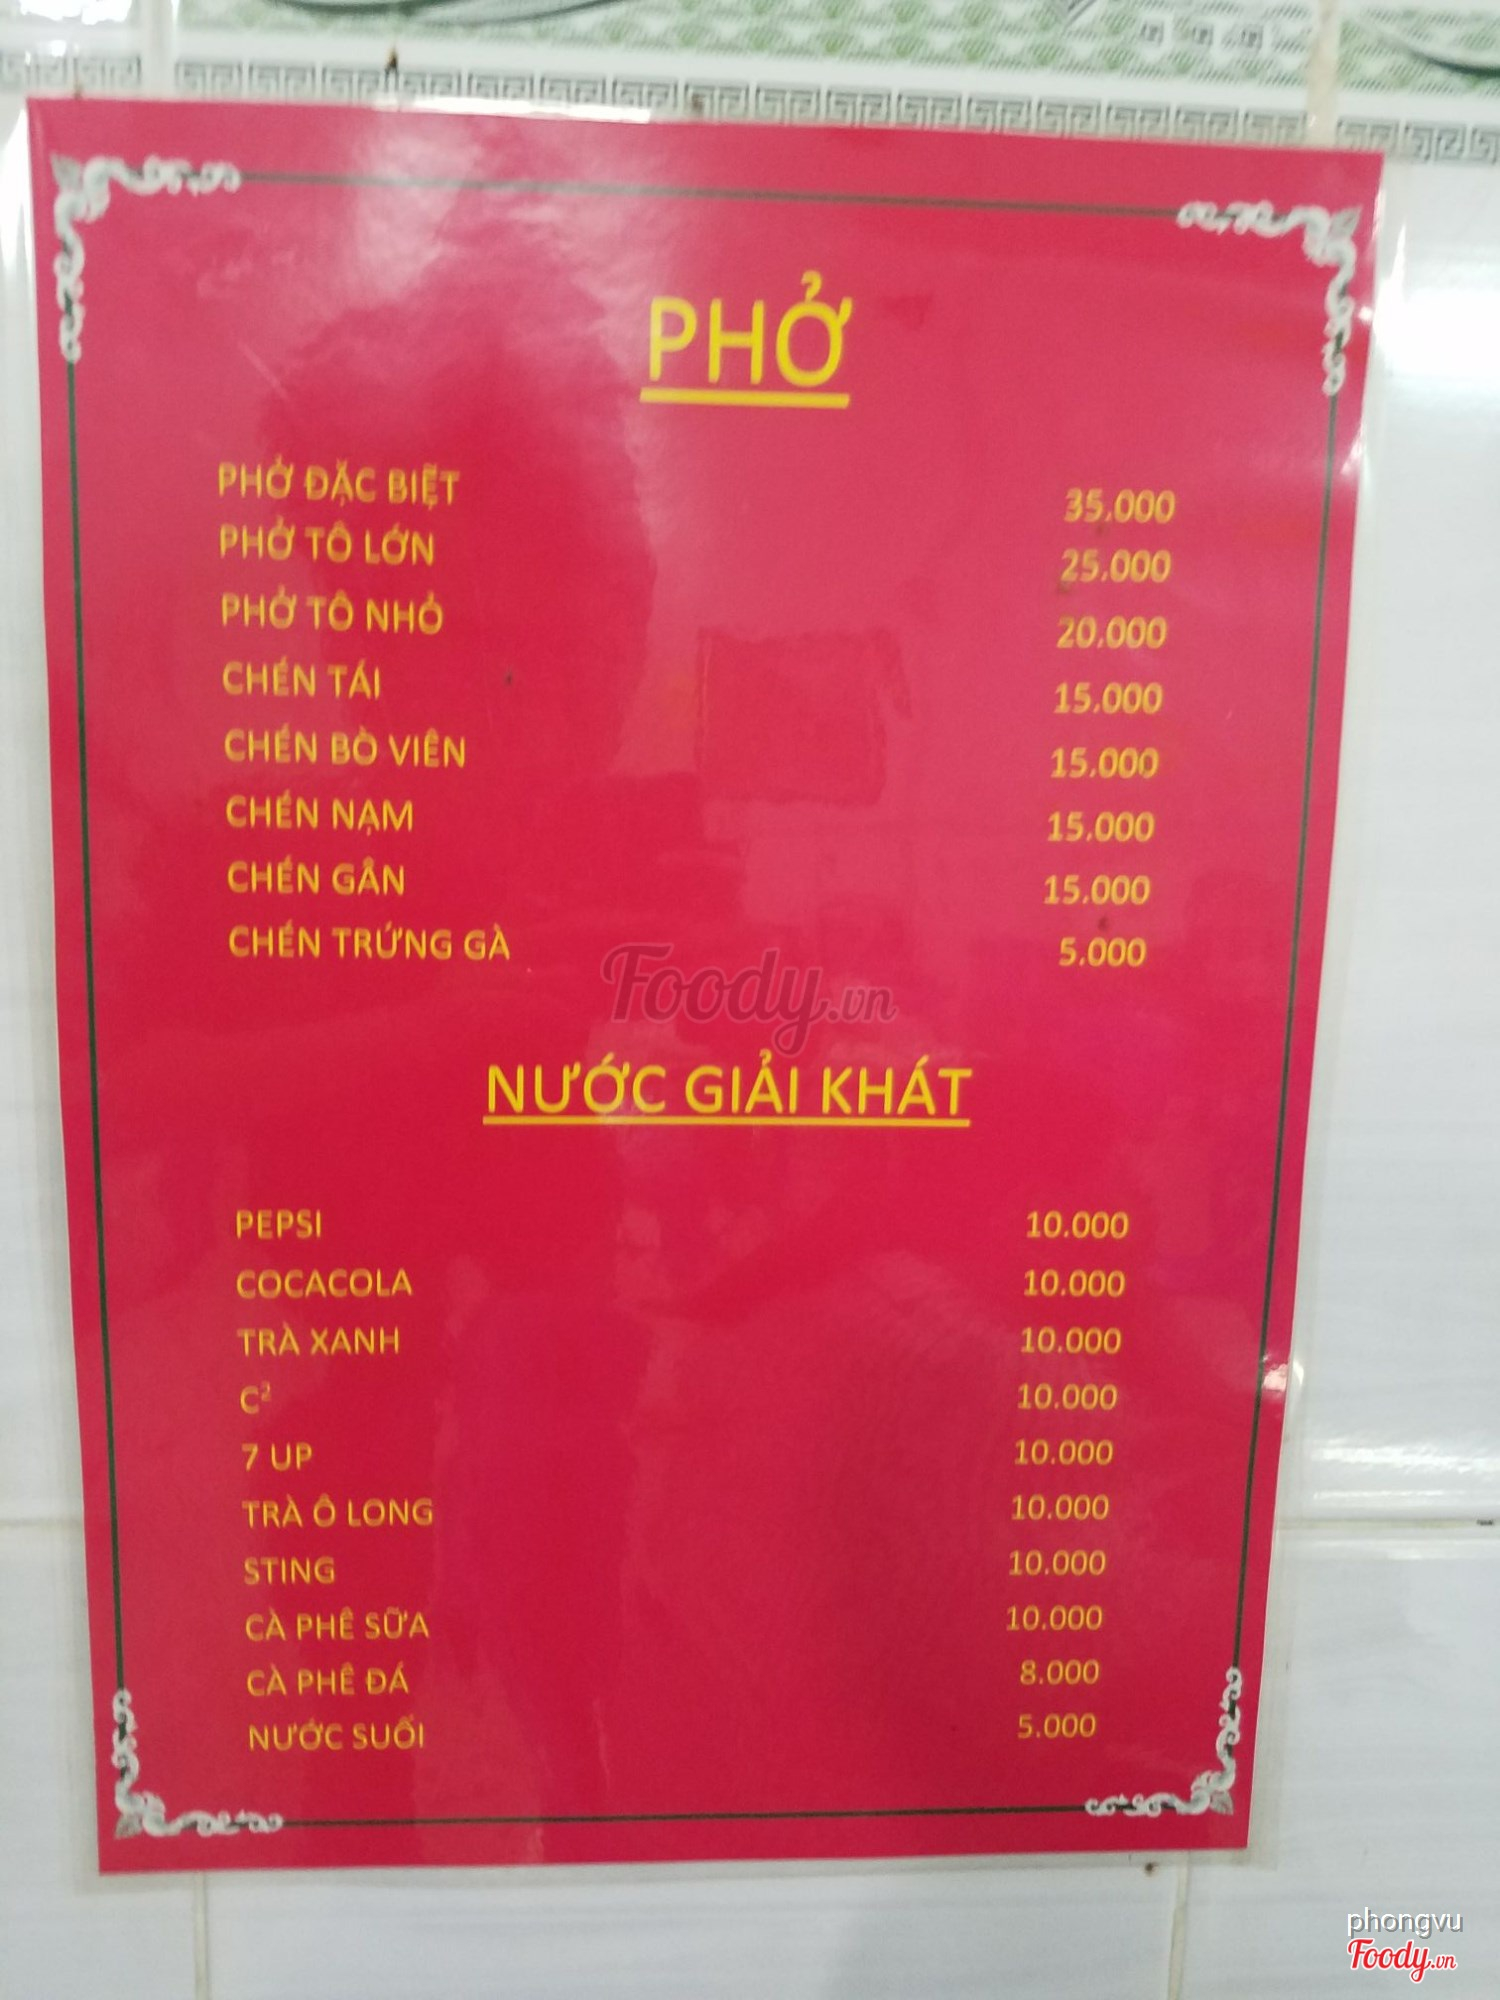 PHỞ
PHỞ ĐẶC BIỆT 35.000
PHỞ TÔ LỚN 25.000
PHỞ TÔ NHỎ 20.000
CHÉN TÁI 15.000
CHÉN BÒ VIÊN 15.000
CHÉN NẠM 15.000
CHÉN GÂN 15.000
CHÉN TRỨNG GÀ 5.000
Foody.vn
NƯỚC GIẢI KHÁT
PEPSI 10.000
COCACOLA 10.000
TRÀ XANH 10.000
C² 10.000
7 UP 10.000
TRÀ Ô LONG 10.000
STING 10.000
CÀ PHÊ SỮA 10.000
CÀ PHÊ ĐÁ 8.000
NƯỚC SUỐI 5.000
phongvu
Foody.vn